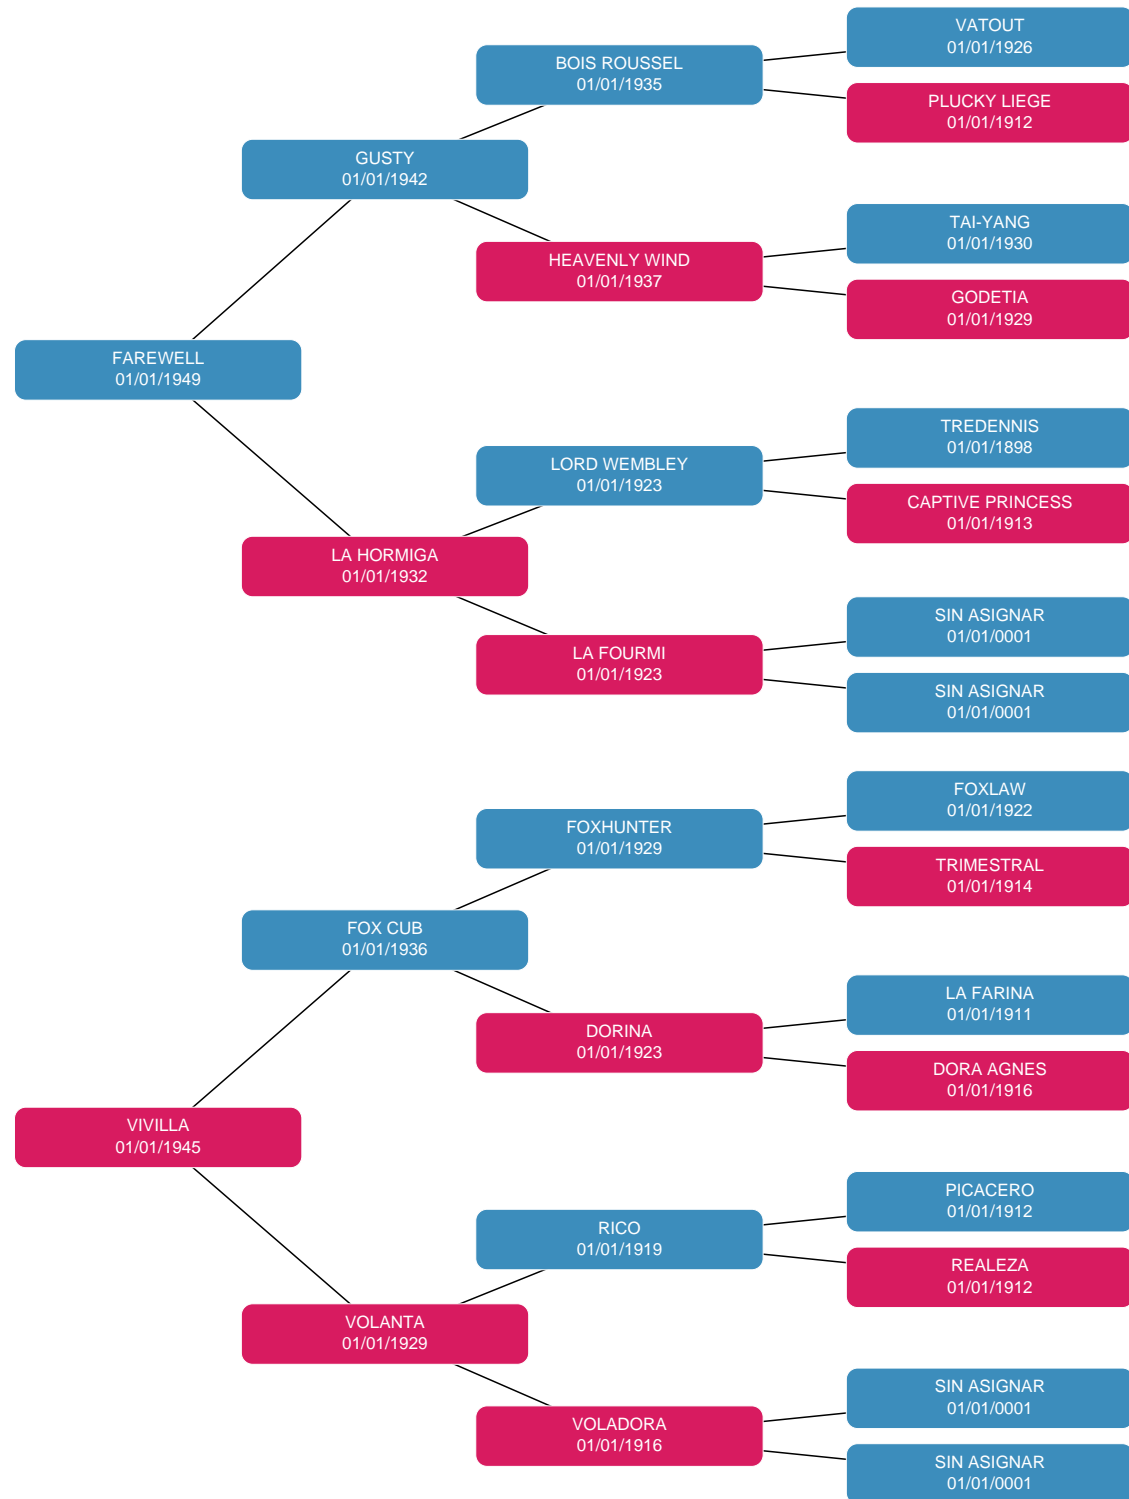 VATOUT
01/01/1926
BOIS ROUSSEL
01/01/1935
PLUCKY LIEGE
01/01/1912
GUSTY
01/01/1942
TAI-YANG
01/01/1930
HEAVENLY WIND
01/01/1937
GODETIA
01/01/1929
FAREWELL
01/01/1949
TREDENNIS
01/01/1898
LORD WEMBLEY
01/01/1923
CAPTIVE PRINCESS
01/01/1913
LA HORMIGA
01/01/1932
SIN ASIGNAR
01/01/0001
LA FOURMI
01/01/1923
SIN ASIGNAR
01/01/0001
FOXLAW
01/01/1922
FOXHUNTER
01/01/1929
TRIMESTRAL
01/01/1914
FOX CUB
01/01/1936
LA FARINA
01/01/1911
DORINA
01/01/1923
DORA AGNES
01/01/1916
VIVILLA
01/01/1945
PICACERO
01/01/1912
RICO
01/01/1919
REALEZA
01/01/1912
VOLANTA
01/01/1929
SIN ASIGNAR
01/01/0001
VOLADORA
01/01/1916
SIN ASIGNAR
01/01/0001